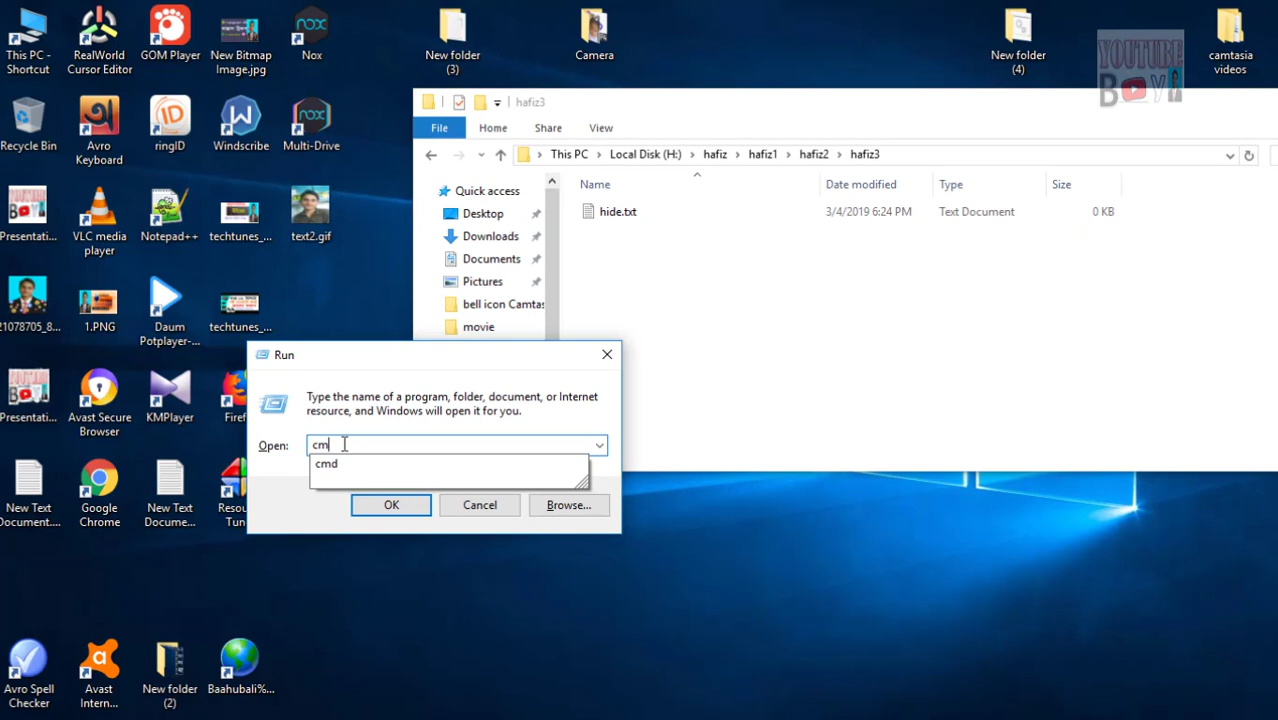 This PC -
Shortcut
RealWorld
Cursor Editor
GOM Player
New Bitmap
Image.jpg
Nox
New folder
(3)
Camera
New folder
(4)
camtasia
videos
YOUTUBE
BOY
Recycle Bin
Avro
Keyboard
ringID
Windscribe
Multi-Drive
hafiz3
File
Home
Share
View
This PC
Local Disk (H:)
hafiz
hafiz1
hafiz2
hafiz3
Name
Date modified
Type
Size
Quick access
hide.txt
3/4/2019 6:24 PM
Text Document
0 KB
Desktop
Downloads
Documents
Pictures
bell icon Camtas
movie
Presentati...
VLC media
player
Notepad++
techtunes_...
text2.gif
21078705_8...
1.PNG
Daum
Potplayer-...
techtunes_...
Run
Type the name of a program, folder, document, or Internet
resource, and Windows will open it for you.
Open:
cm
cmd
OK
Cancel
Browse...
Presentati...
Avast Secure
Browser
KMPlayer
Firef
New Text
Document....
Google
Chrome
New Text
Docume...
Resou
Tun
Avro Spell
Checker
Avast
Intern...
New folder
(2)
Baahubali%...